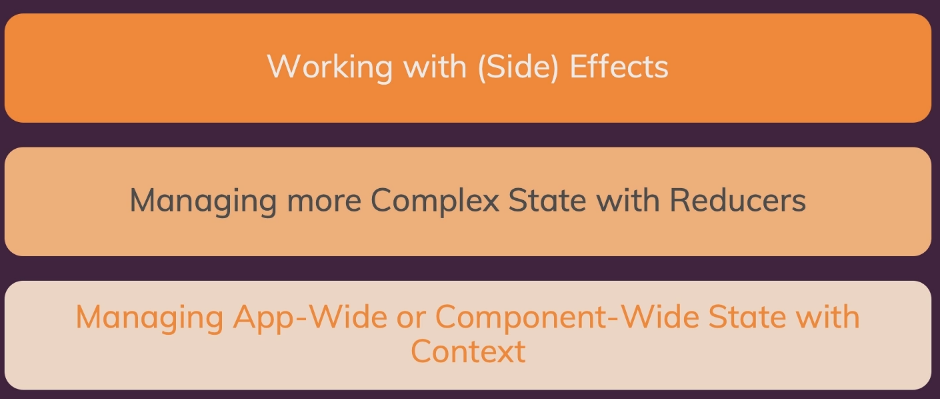 Working with (Side) Effects
Managing more Complex State with Reducers
Managing App-Wide or Component-Wide State with
Context